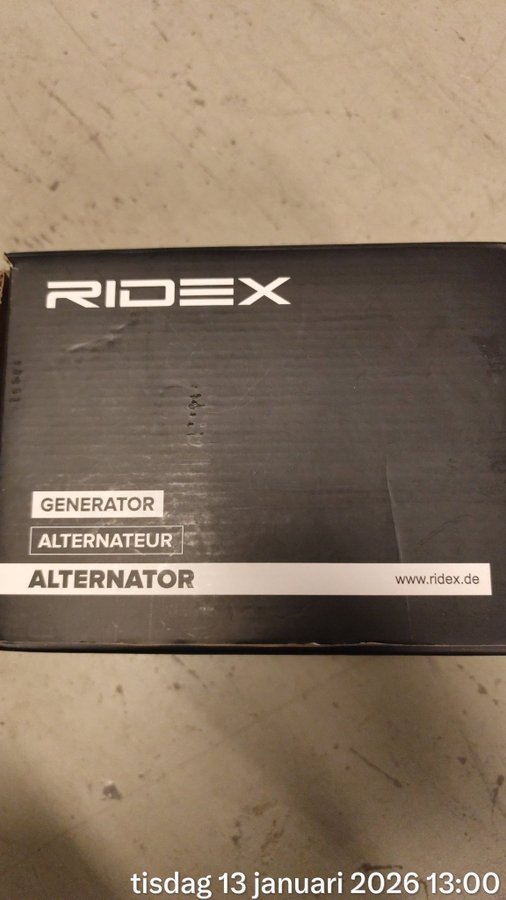 RIDEX
GENERATOR
ALTERNATEUR
ALTERNATOR
www.ridex.de
tisdag 13 januari 2026 13:00